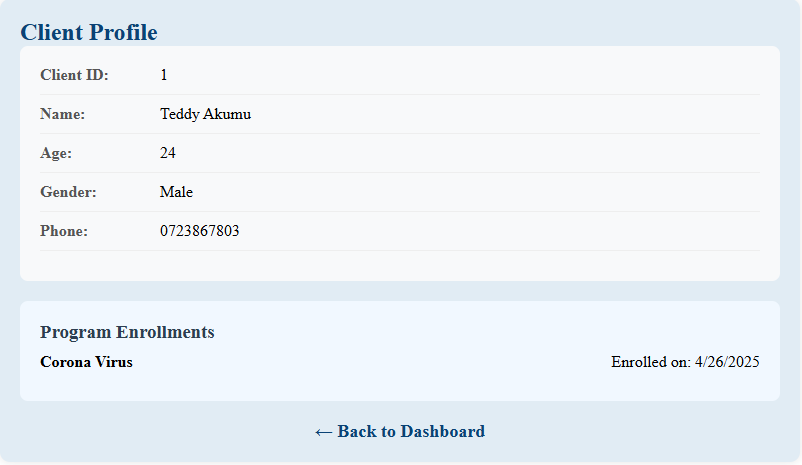 Client Profile
Client ID: 1
Name: Teddy Akumu
Age: 24
Gender: Male
Phone: 0723867803
Program Enrollments
Corona Virus Enrolled on: 4/26/2025
← Back to Dashboard